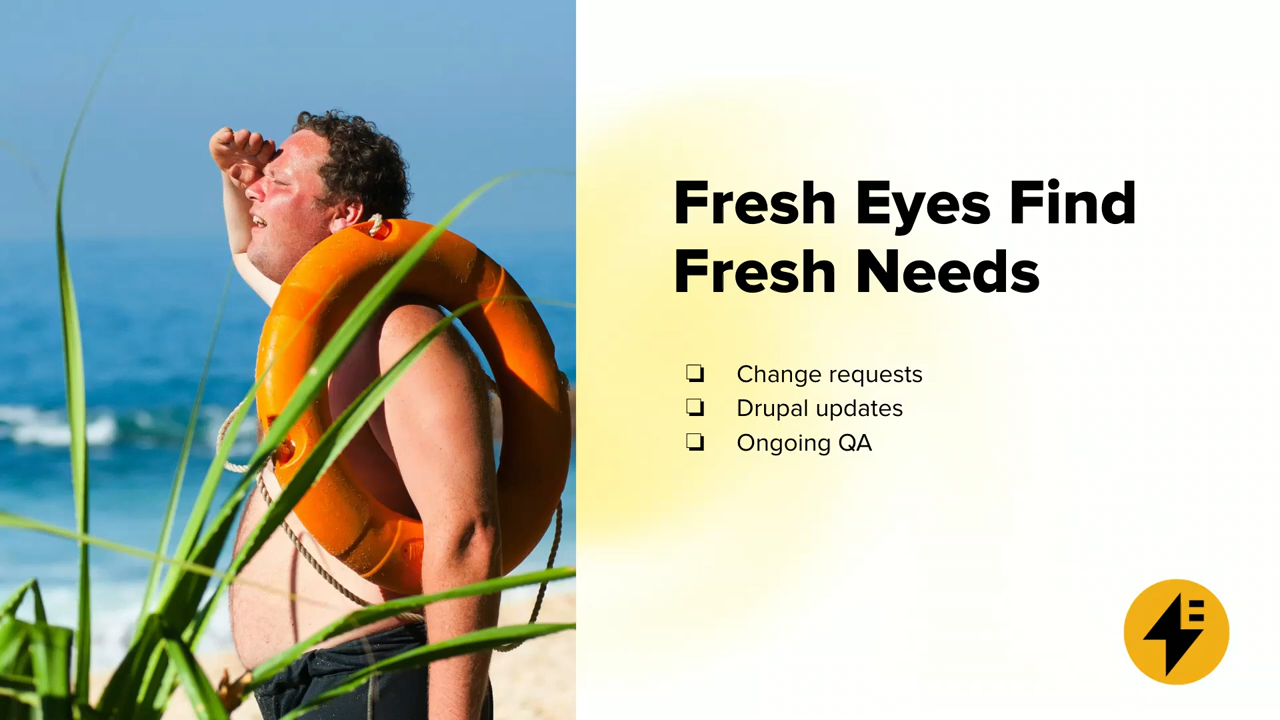 Fresh Eyes Find
Fresh Needs
Change requests
Drupal updates
Ongoing QA
E